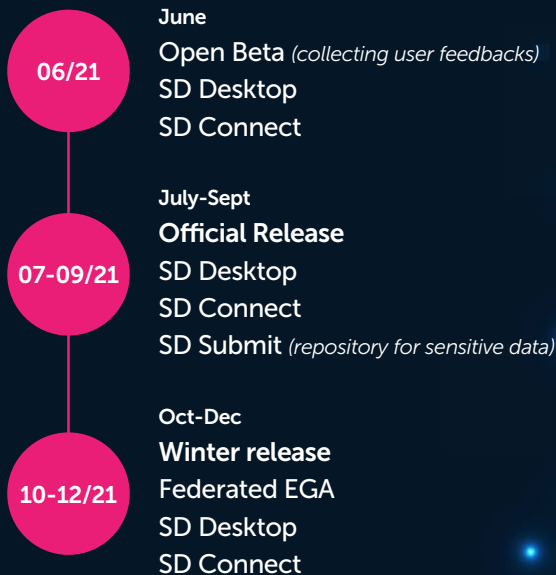 06/21
June
Open Beta (collecting user feedbacks)
SD Desktop
SD Connect
07-09/21
July-Sept
Official Release
SD Desktop
SD Connect
SD Submit (repository for sensitive data)
10-12/21
Oct-Dec
Winter release
Federated EGA
SD Desktop
SD Connect